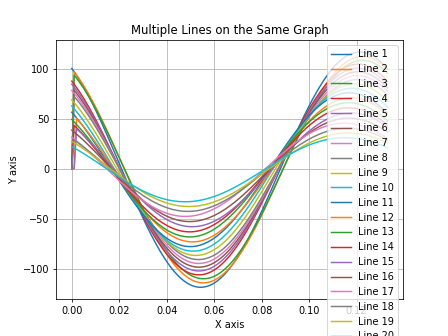 Multiple Lines on the Same Graph
Y axis
100
50
0
−50
−100
0.00
0.02
0.04
0.06
0.08
0.10
X axis
Line 1
Line 2
Line 3
Line 4
Line 5
Line 6
Line 7
Line 8
Line 9
Line 10
Line 11
Line 12
Line 13
Line 14
Line 15
Line 16
Line 17
Line 18
Line 19
Line 20